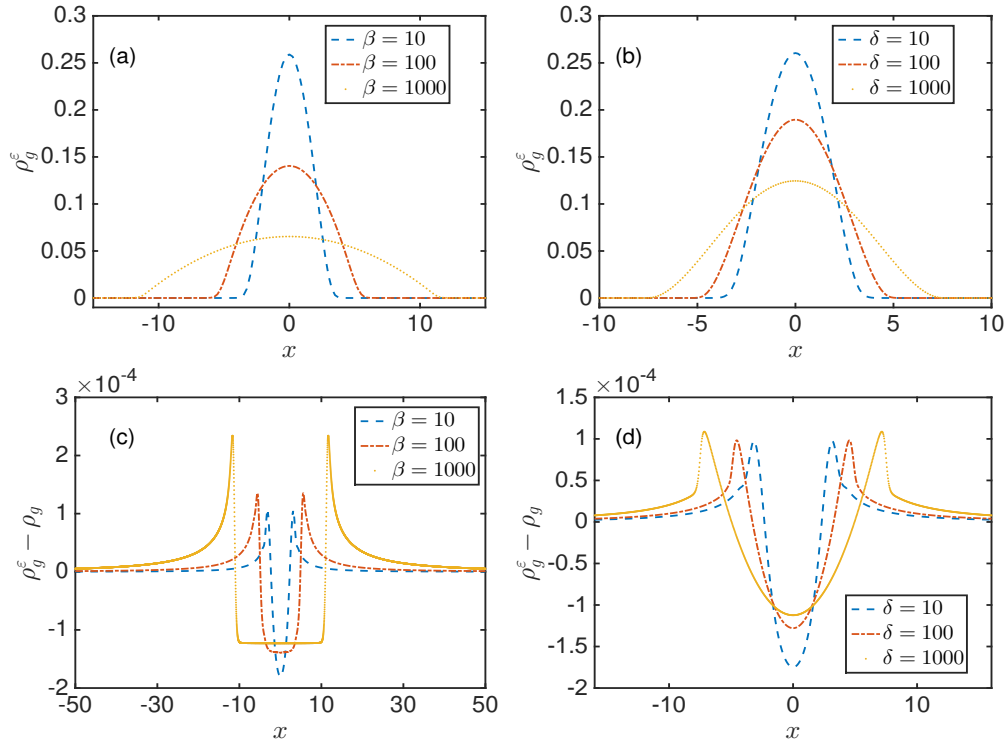 (a)
0.3
0.25
0.2
0.15
0.1
0.05
0
ρ_g^ε
-10
0
10
x
β = 10
β = 100
β = 1000
(b)
0.3
0.25
0.2
0.15
0.1
0.05
0
ρ_g^ε
-10
-5
0
5
10
x
δ = 10
δ = 100
δ = 1000
(c)
×10^-4
3
2
1
0
-1
-2
ρ_g^ε − ρ_g
-50
-30
-10
10
30
50
x
β = 10
β = 100
β = 1000
(d)
×10^-4
1.5
1
0.5
0
-0.5
-1
-1.5
-2
ρ_g^ε − ρ_g
-10
0
10
x
δ = 10
δ = 100
δ = 1000